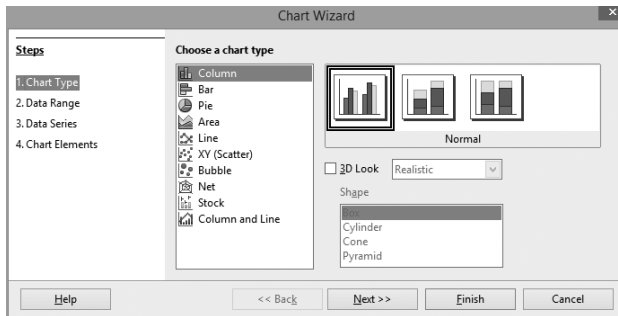 Chart Wizard
Steps
1. Chart Type
2. Data Range
3. Data Series
4. Chart Elements
Choose a chart type
Column
Bar
Pie
Area
Line
XY (Scatter)
Bubble
Net
Stock
Column and Line
Normal
3D Look Realistic
Shape
Box
Cylinder
Cone
Pyramid
Help << Back Next >> Finish Cancel